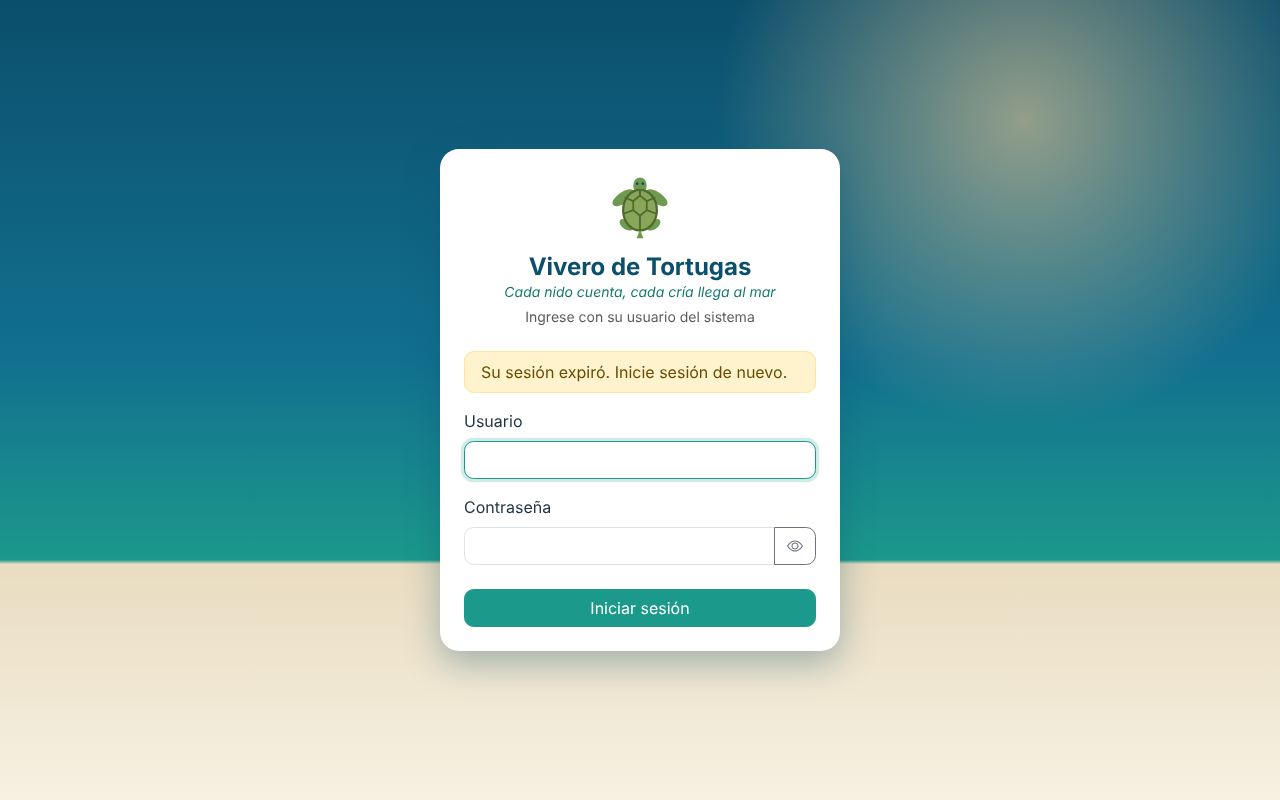 Vivero de Tortugas
Cada nido cuenta, cada cría llega al mar
Ingrese con su usuario del sistema
Su sesión expiró. Inicie sesión de nuevo.
Usuario
Contraseña
Iniciar sesión